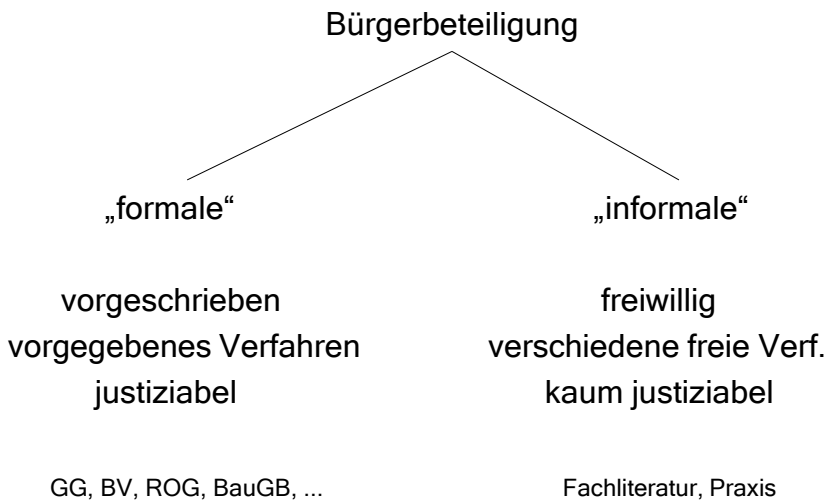 Bürgerbeteiligung
„formale“
„informale“
vorgeschrieben
vorgegebenes Verfahren
justiziabel
freiwillig
verschiedene freie Verf.
kaum justiziabel
GG, BV, ROG, BauGB, ...
Fachliteratur, Praxis